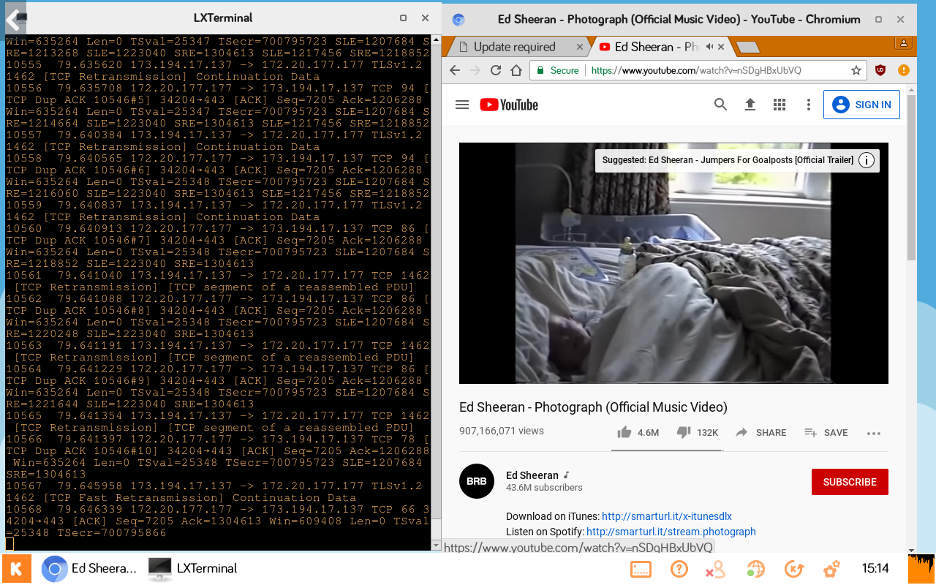 LXTerminal
Win=635264 Len=0 TSval=25347 TSecr=700795723 SLE=1207684 S
RE=1213268 SLE=1223040 SRE=1304613 SLE=1217456 SRE=1218852
10555  79.635620 173.194.17.137 -> 172.20.177.177 TLSv1.2
1462 [TCP Retransmission] Continuation Data
10556  79.635708 172.20.177.177 -> 173.194.17.137 TCP 94 [
TCP Dup ACK 10546#5] 34204→443 [ACK] Seq=7205 Ack=1206288
Win=635264 Len=0 TSval=25347 TSecr=700795723 SLE=1207684 S
RE=1214664 SLE=1223040 SRE=1304613 SLE=1217456 SRE=1218852
10557  79.640384 173.194.17.137 -> 172.20.177.177 TLSv1.2
1462 [TCP Retransmission] Continuation Data
10558  79.640565 172.20.177.177 -> 173.194.17.137 TCP 94 [
TCP Dup ACK 10546#6] 34204→443 [ACK] Seq=7205 Ack=1206288
Win=635264 Len=0 TSval=25348 TSecr=700795723 SLE=1207684 S
RE=1216060 SLE=1223040 SRE=1304613 SLE=1217456 SRE=1218852
10559  79.640837 173.194.17.137 -> 172.20.177.177 TLSv1.2
1462 [TCP Retransmission] Continuation Data
10560  79.640913 172.20.177.177 -> 173.194.17.137 TCP 86 [
TCP Dup ACK 10546#7] 34204→443 [ACK] Seq=7205 Ack=1206288
Win=635264 Len=0 TSval=25348 TSecr=700795723 SLE=1207684 S
RE=1218852 SLE=1223040 SRE=1304613
10561  79.641040 173.194.17.137 -> 172.20.177.177 TCP 1462
[TCP Retransmission] [TCP segment of a reassembled PDU]
10562  79.641088 172.20.177.177 -> 173.194.17.137 TCP 86 [
TCP Dup ACK 10546#8] 34204→443 [ACK] Seq=7205 Ack=1206288
Win=635264 Len=0 TSval=25348 TSecr=700795723 SLE=1207684 S
RE=1220248 SLE=1223040 SRE=1304613
10563  79.641191 173.194.17.137 -> 172.20.177.177 TCP 1462
[TCP Retransmission] [TCP segment of a reassembled PDU]
10564  79.641229 172.20.177.177 -> 173.194.17.137 TCP 86 [
TCP Dup ACK 10546#9] 34204→443 [ACK] Seq=7205 Ack=1206288
Win=635264 Len=0 TSval=25348 TSecr=700795723 SLE=1207684 S
RE=1221644 SLE=1223040 SRE=1304613
10565  79.641354 173.194.17.137 -> 172.20.177.177 TCP 1462
[TCP Retransmission] [TCP segment of a reassembled PDU]
10566  79.641397 172.20.177.177 -> 173.194.17.137 TCP 78 [
TCP Dup ACK 10546#10] 34204→443 [ACK] Seq=7205 Ack=1206288
Win=635264 Len=0 TSval=25348 TSecr=700795723 SLE=1207684
SRE=1304613
10567  79.645958 173.194.17.137 -> 172.20.177.177 TLSv1.2
1462 [TCP Fast Retransmission] Continuation Data
10568  79.646339 172.20.177.177 -> 173.194.17.137 TCP 66 3
4204→443 [ACK] Seq=7205 Ack=1304613 Win=609408 Len=0 TSval
=25348 TSecr=700795866
Ed Sheeran - Photograph (Official Music Video) - YouTube - Chromium
Update required
Ed Sheeran - Ph
Secure
https://www.youtube.com/watch?v=nSDgHBxUbVQ
YouTube
SIGN IN
Suggested: Ed Sheeran - Jumpers For Goalposts [Official Trailer]
Ed Sheeran - Photograph (Official Music Video)
907,166,071 views
4.6M
132K
SHARE
SAVE
BRB
Ed Sheeran
43.6M subscribers
SUBSCRIBE
Download on iTunes: http://smarturl.it/x-itunesdlx
Listen on Spotify: http://smarturl.it/stream.photograph
https://www.youtube.com/watch?v=nSDgHBxUbVQ
K
Ed Sheera...
LXTerminal
15:14